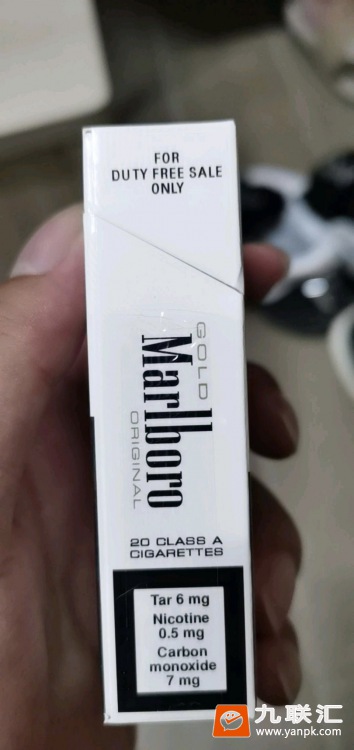 FOR
DUTY FREE SALE
ONLY
GOLD
Marlboro
ORIGINAL
20 CLASS A
CIGARETTES
Tar 6 mg
Nicotine
0.5 mg
Carbon
monoxide
7 mg
九联汇
www.yanpk.com